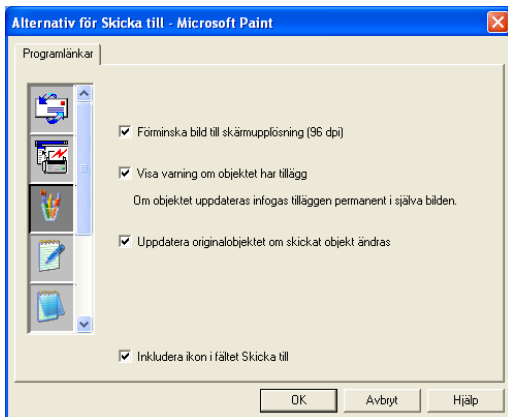 Alternativ för Skicka till - Microsoft Paint
Programlänkar
Förminska bild till skärmupplösning (96 dpi)
Visa varning om objektet har tillägg
Om objektet uppdateras infogas tilläggen permanent i själva bilden.
Uppdatera originalobjektet om skickat objekt ändras
Inkludera ikon i fältet Skicka till
OK Avbryt Hjälp